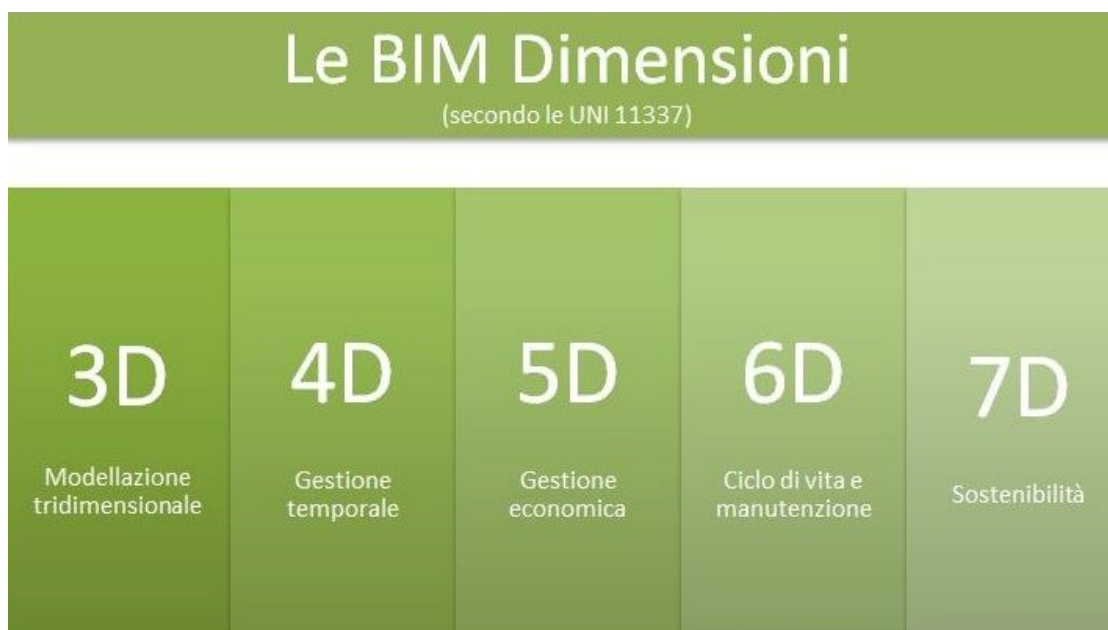 Le BIM Dimensioni
(secondo le UNI 11337)
3D
Modellazione
tridimensionale
4D
Gestione
temporale
5D
Gestione
economica
6D
Ciclo di vita e
manutenzione
7D
Sostenibilità